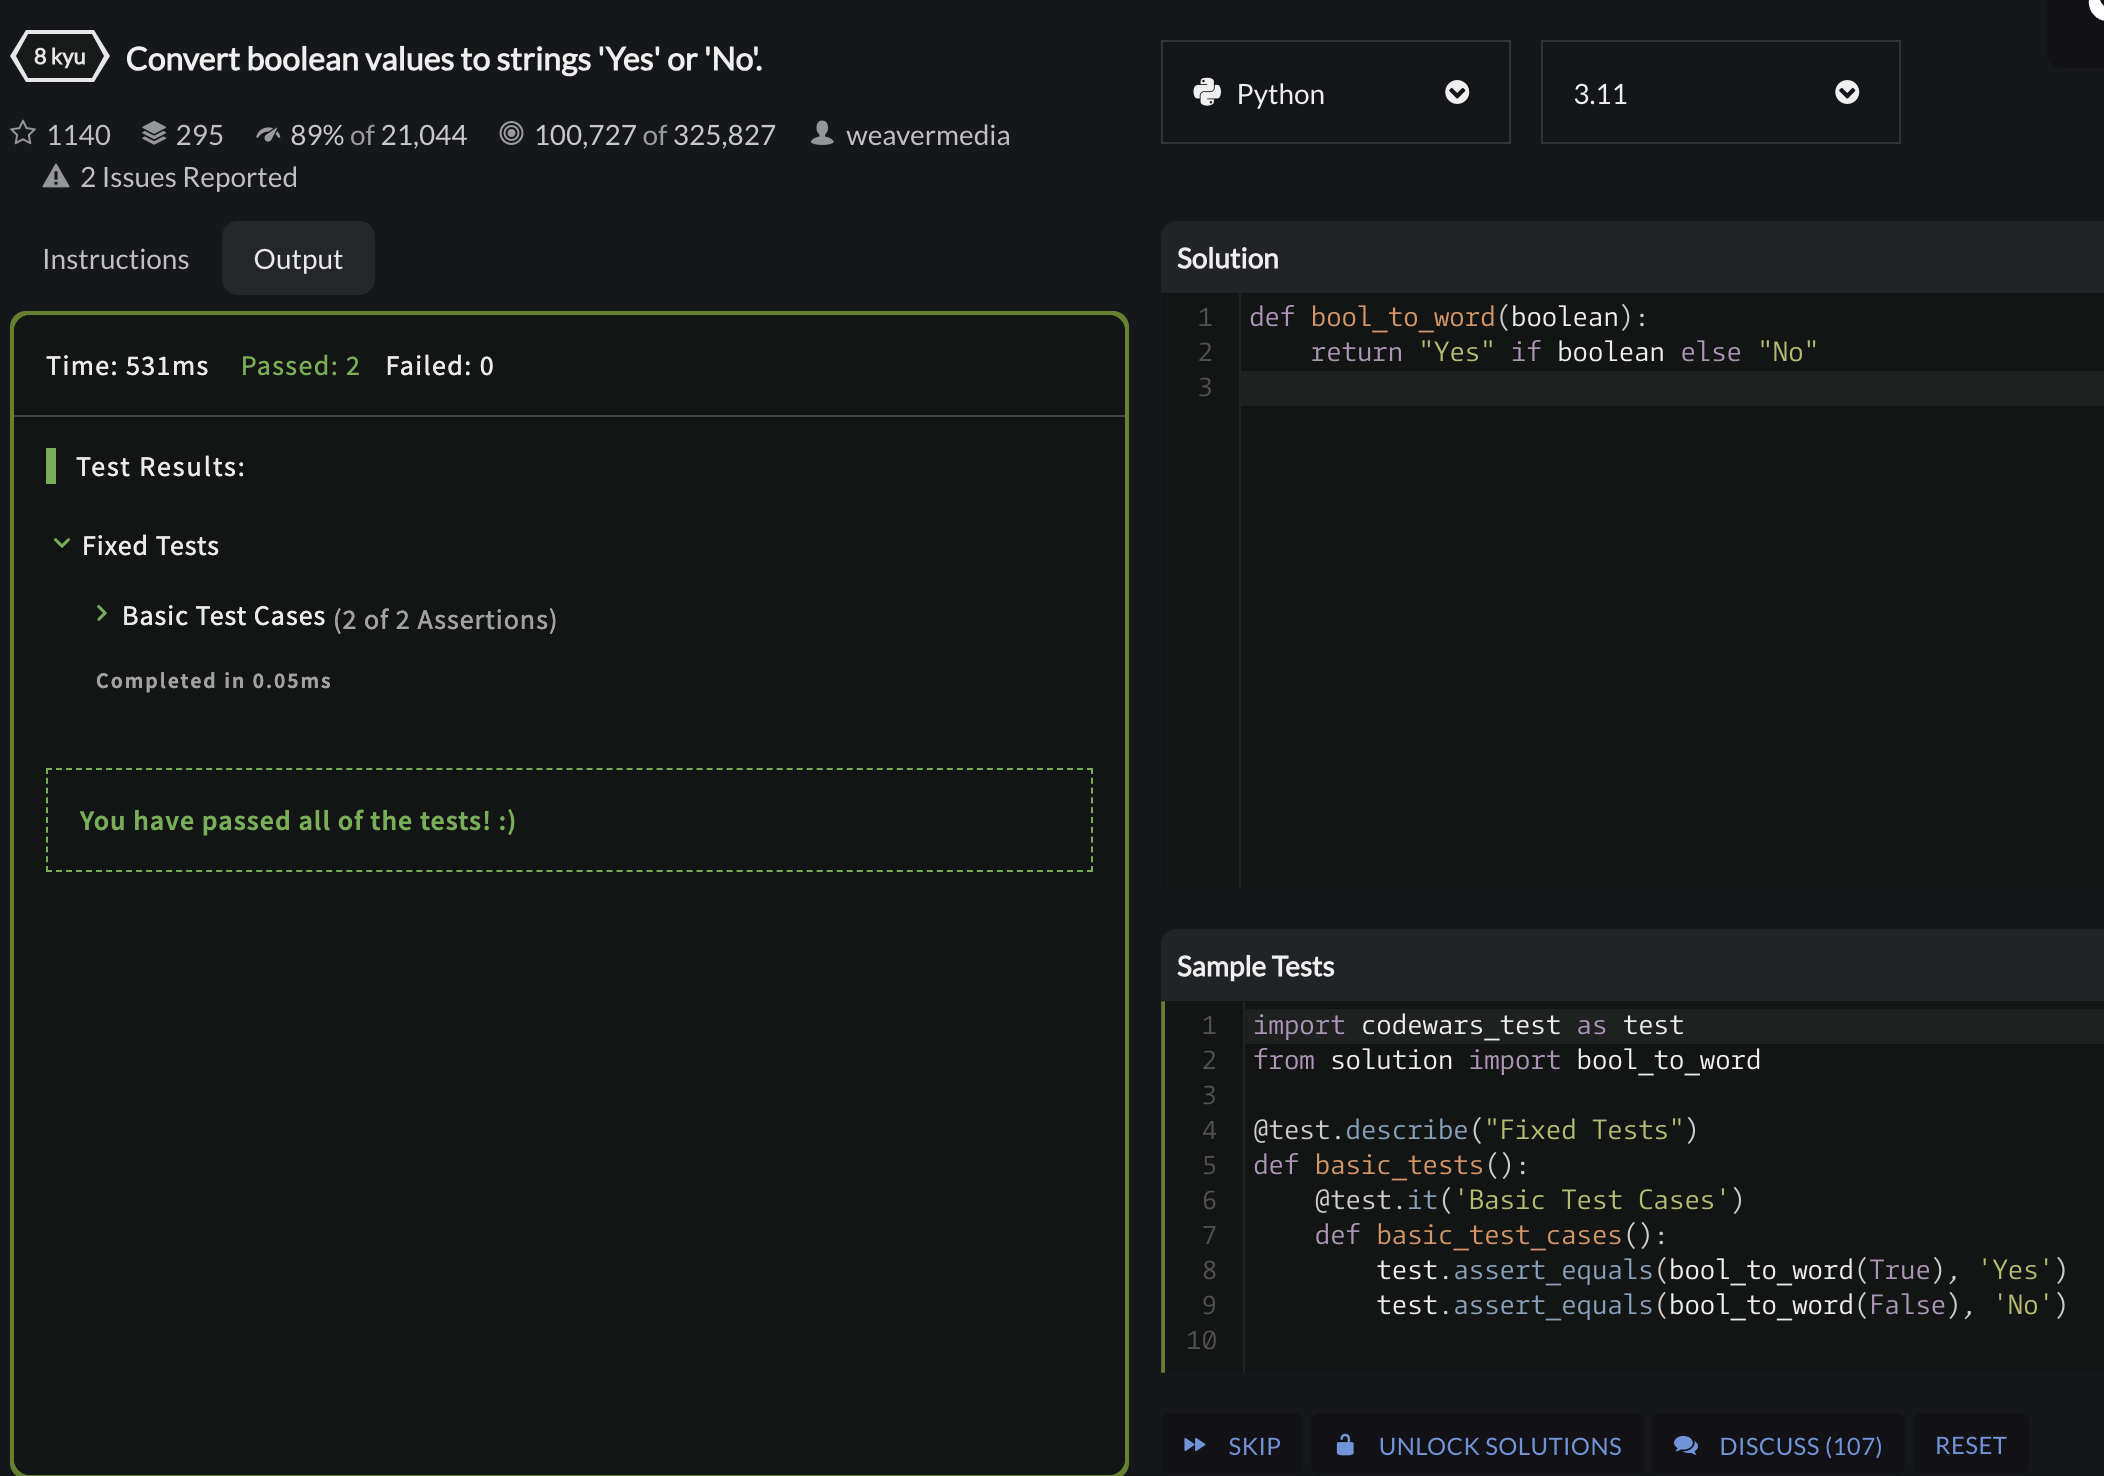 8 kyu Convert boolean values to strings 'Yes' or 'No'.
1140 295 89% of 21,044 100,727 of 325,827 weavermedia
2 Issues Reported
Instructions Output
Time: 531ms Passed: 2 Failed: 0
Test Results:
Fixed Tests
Basic Test Cases (2 of 2 Assertions)
Completed in 0.05ms
You have passed all of the tests! :)
Python 3.11
Solution
1 def bool_to_word(boolean):
2     return "Yes" if boolean else "No"
3
Sample Tests
1 import codewars_test as test
2 from solution import bool_to_word
3
4 @test.describe("Fixed Tests")
5 def basic_tests():
6     @test.it('Basic Test Cases')
7     def basic_test_cases():
8         test.assert_equals(bool_to_word(True), 'Yes')
9         test.assert_equals(bool_to_word(False), 'No')
10
SKIP UNLOCK SOLUTIONS DISCUSS (107) RESET